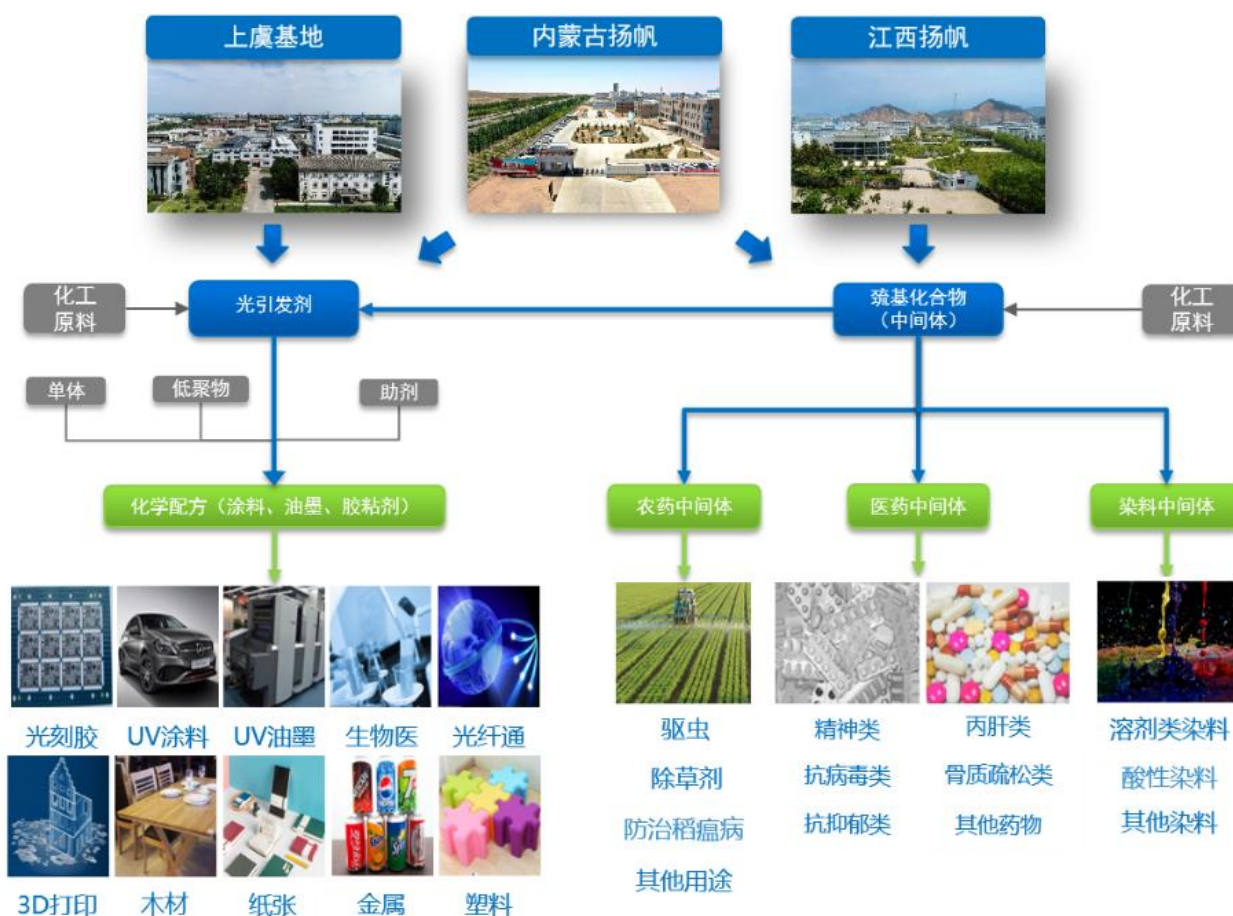 上虞基地
内蒙古扬帆
江西扬帆
化工
原料
光引发剂
巯基化合物
（中间体）
化工
原料
单体
低聚物
助剂
化学配方（涂料、油墨、胶粘剂）
农药中间体
医药中间体
染料中间体
光刻胶
UV涂料
UV油墨
生物医
光纤通
驱虫
精神类
丙肝类
溶剂类染料
除草剂
抗病毒类
骨质疏松类
酸性染料
防治稻瘟病
抗抑郁类
其他药物
其他染料
其他用途
3D打印
木材
纸张
金属
塑料